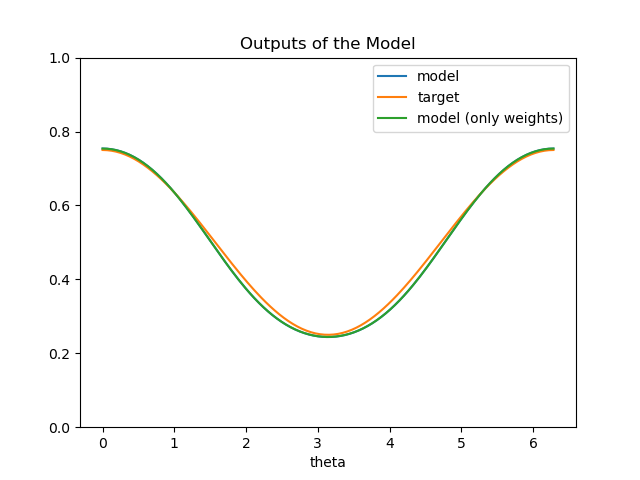 Outputs of the Model
1.0
0.8
0.6
0.4
0.2
0.0
model
target
model (only weights)
0 1 2 3 4 5 6
theta